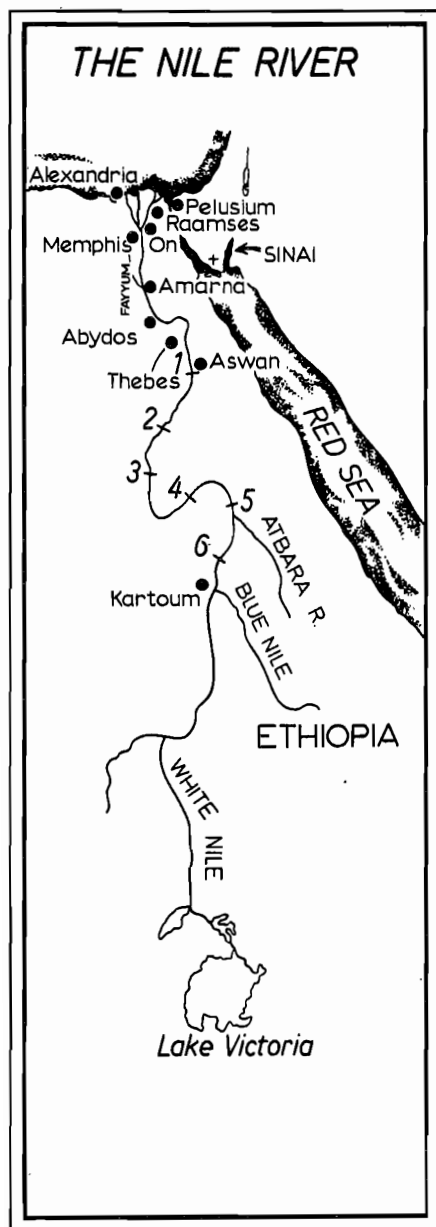 THE NILE RIVER
Alexandria
Pelusium
Raamses
On
Memphis
SINAI
FAYYUM
Amarna
Abydos
Thebes
1
Aswan
2
3
4
5
RED SEA
ATBARA R.
6
Kartoum
BLUE NILE
ETHIOPIA
WHITE NILE
Lake Victoria